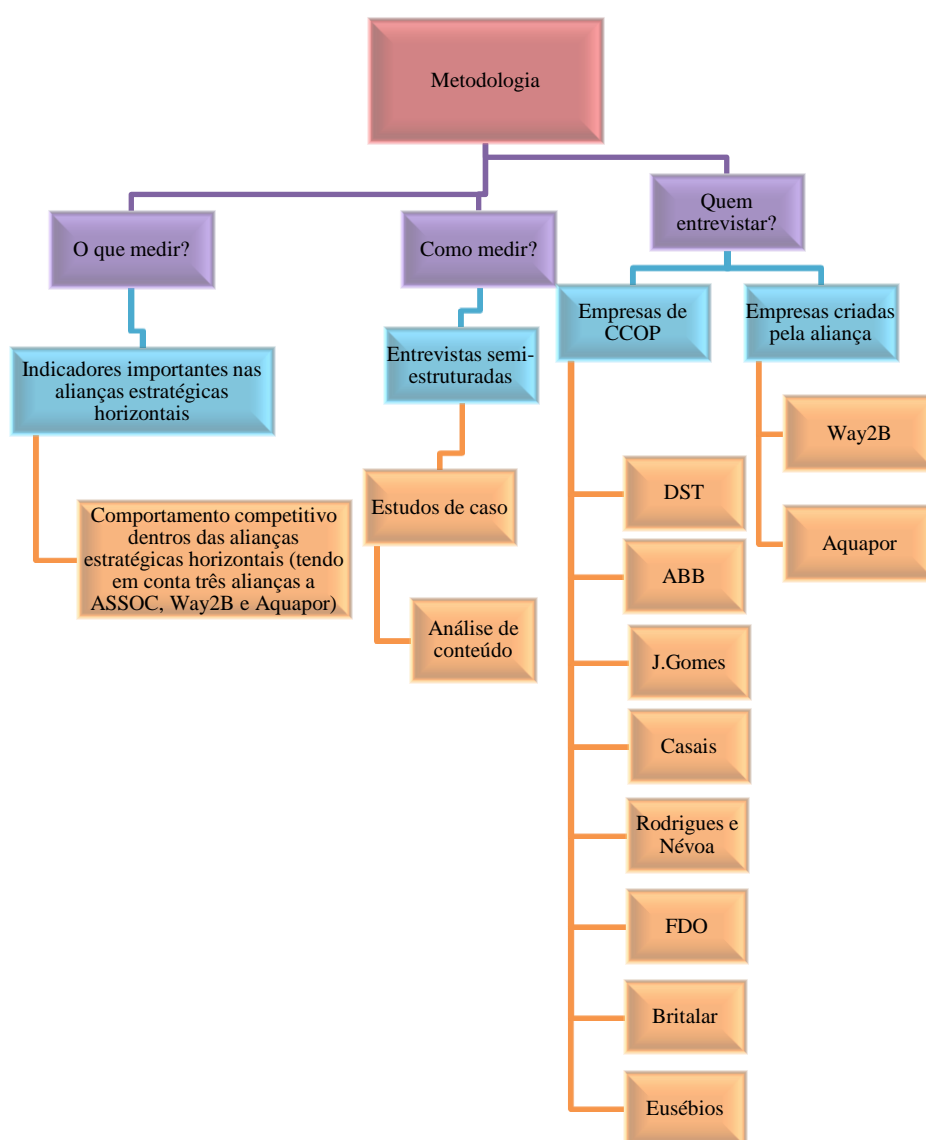 Metodologia
O que medir?
Indicadores importantes nas
alianças estratégicas
horizontais
Comportamento competitivo
dentros das alianças
estratégicas horizontais (tendo
em conta três alianças a
ASSOC, Way2B e Aquapor)
Como medir?
Entrevistas semi-
estruturadas
Estudos de caso
Análise de
conteúdo
Quem
entrevistar?
Empresas de
CCOP
DST
ABB
J.Gomes
Casais
Rodrigues e
Névoa
FDO
Britalar
Eusébios
Empresas criadas
pela aliança
Way2B
Aquapor